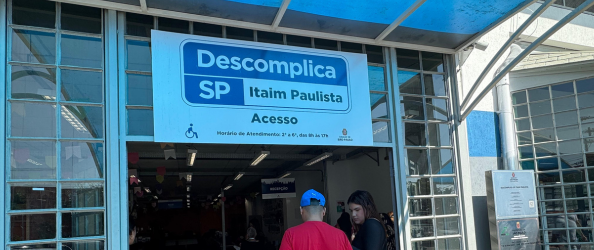 Descomplica
SP Itaim Paulista
Acesso
Horário de Atendimento: 2ª a 6ª, das 8h às 17h